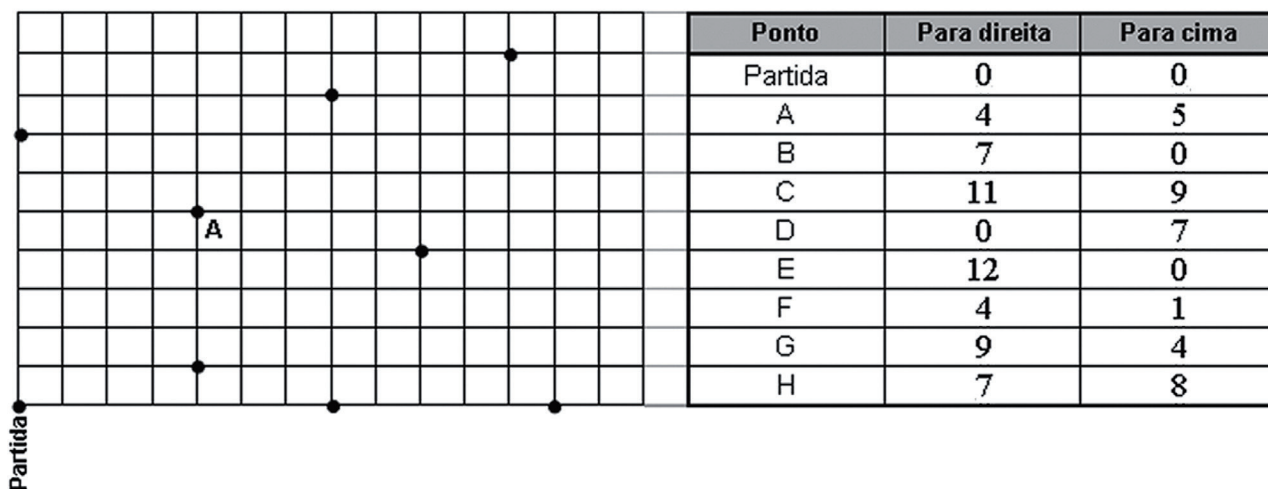 A
Partida
Ponto Para direita Para cima
Partida 0 0
A 4 5
B 7 0
C 11 9
D 0 7
E 12 0
F 4 1
G 9 4
H 7 8